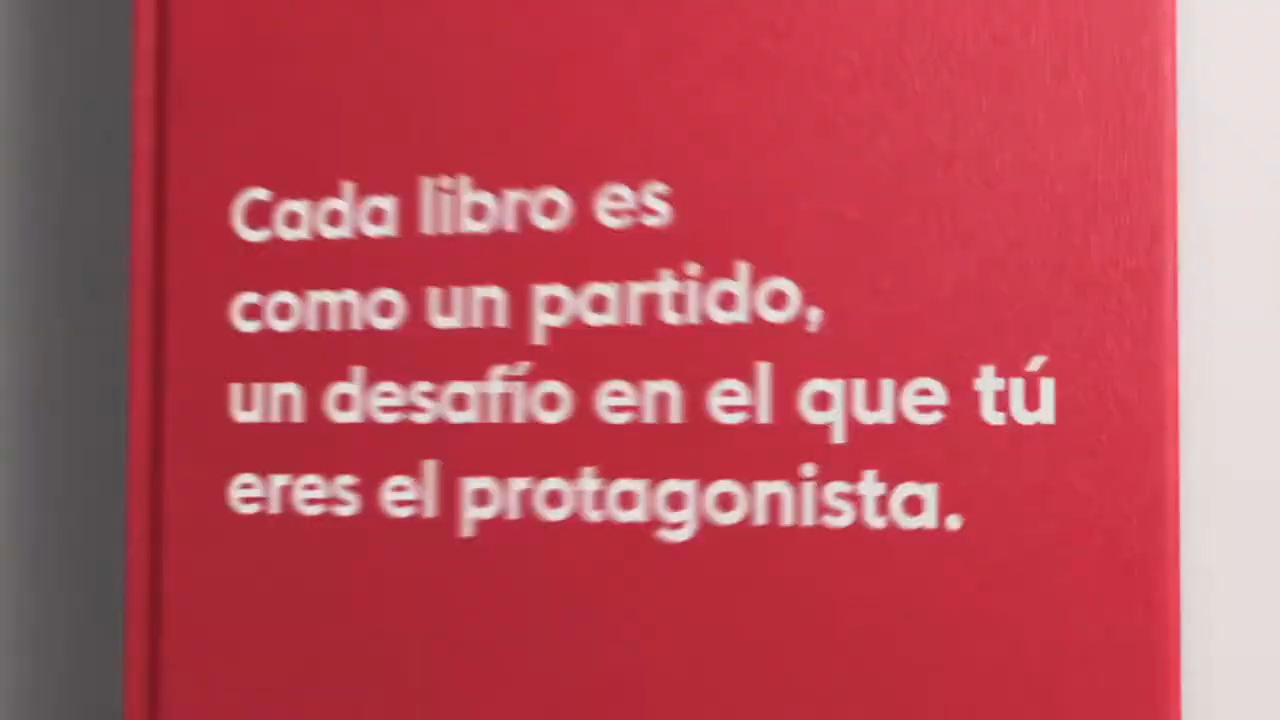 Cada libro es
como un partido,
un desafío en el que tú
eres el protagonista.